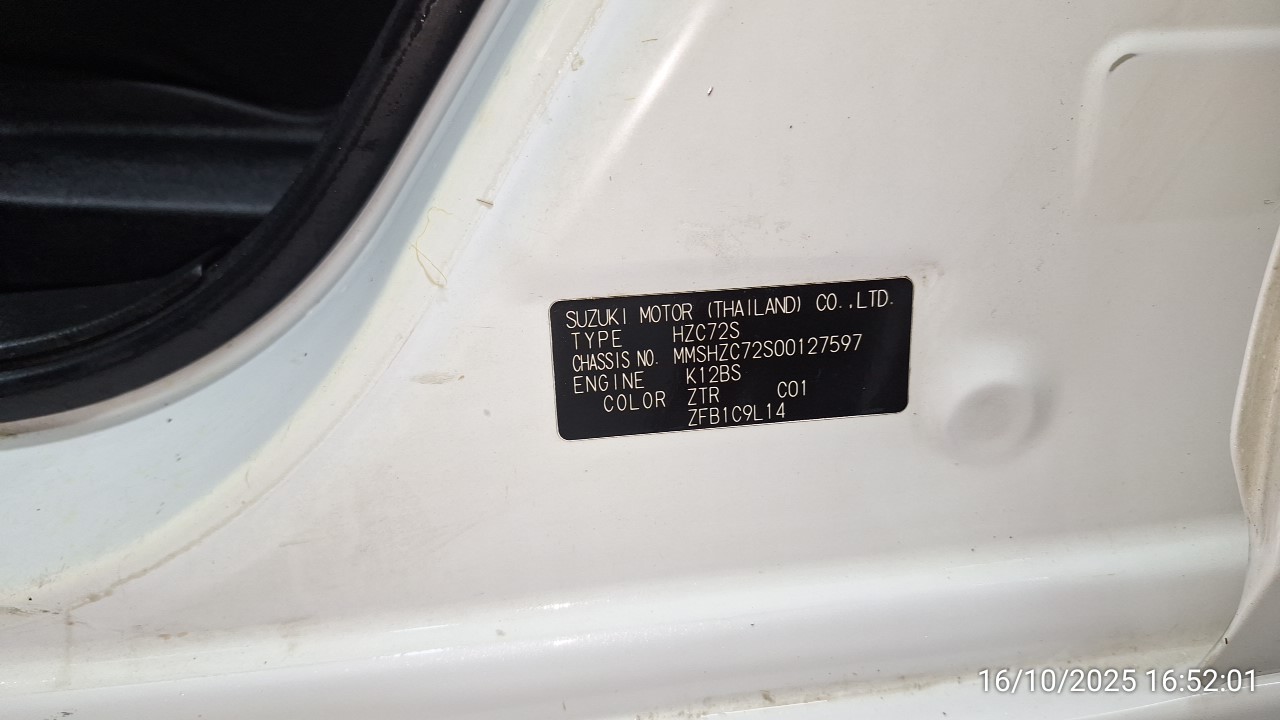 SUZUKI MOTOR (THAILAND) CO.,LTD.
TYPE HZC72S
CHASSIS NO. MMSHZC72S00127597
ENGINE K12BS
COLOR ZTR C01
ZFB1C9L14
16/10/2025 16:52:01